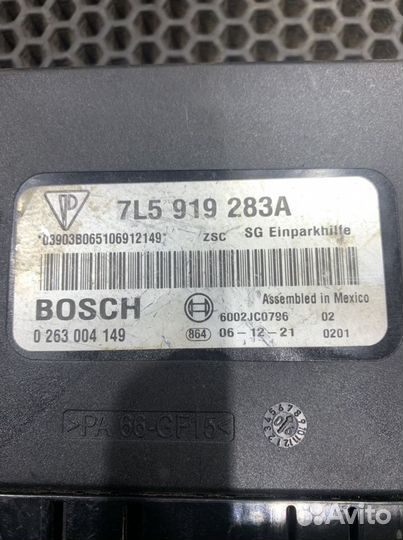 7L5 919 283A
*03903B065106912149* ZSC SG Einparkhilfe
Assembled in Mexico
BOSCH 6002JC0796 02
0 263 004 149 864 06-12-21 0201
>PA 66-GF15<
Avito